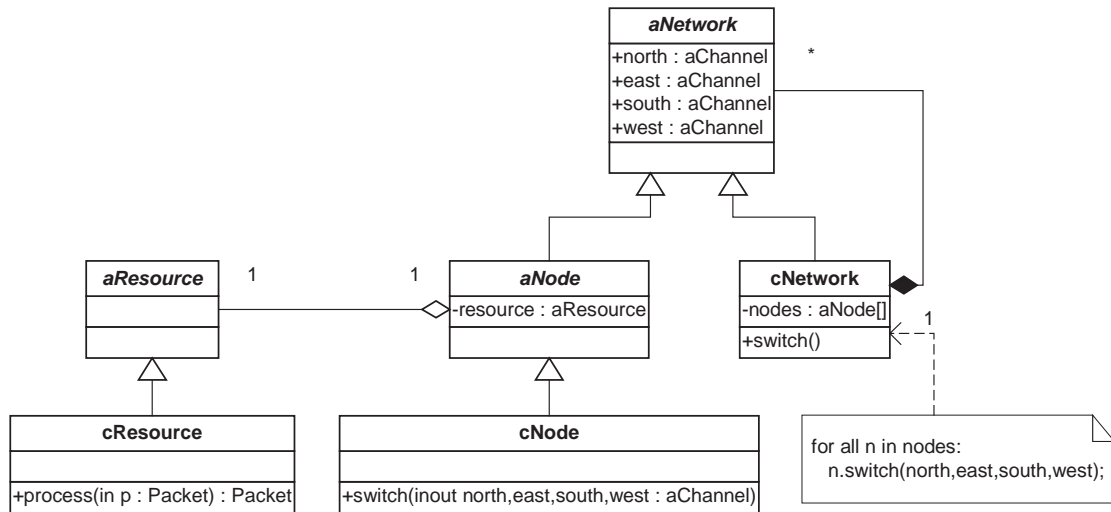 aNetwork
+north : aChannel
+east : aChannel
+south : aChannel
+west : aChannel
*
aResource
1
1
aNode
-resource : aResource
cNetwork
-nodes : aNode[]
+switch()
1
cResource
+process(in p : Packet) : Packet
cNode
+switch(inout north,east,south,west : aChannel)
for all n in nodes:
n.switch(north,east,south,west);